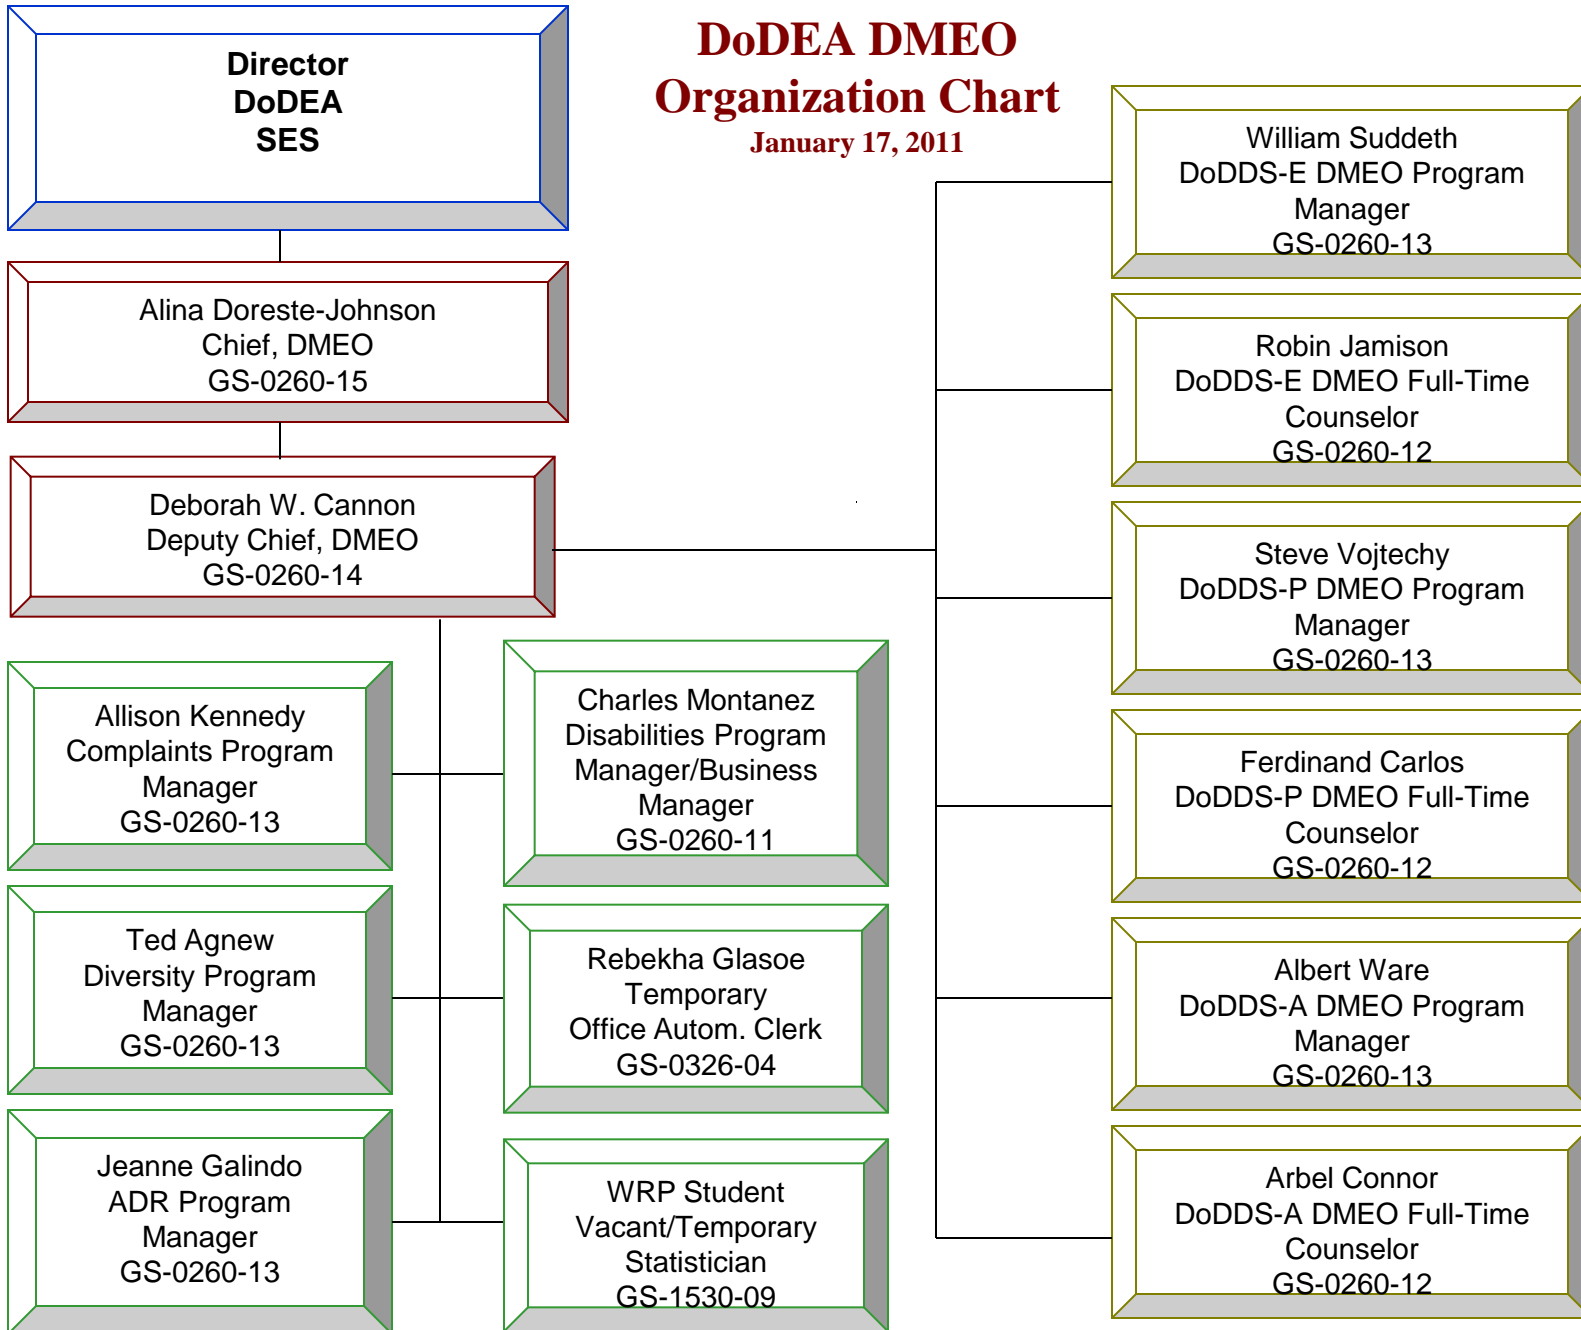 DoDEA DMEO
Organization Chart
January 17, 2011
Director
DoDEA
SES
Alina Doreste-Johnson
Chief, DMEO
GS-0260-15
Deborah W. Cannon
Deputy Chief, DMEO
GS-0260-14
Allison Kennedy
Complaints Program
Manager
GS-0260-13
Ted Agnew
Diversity Program
Manager
GS-0260-13
Jeanne Galindo
ADR Program
Manager
GS-0260-13
Charles Montanez
Disabilities Program
Manager/Business
Manager
GS-0260-11
Rebekha Glasoe
Temporary
Office Autom. Clerk
GS-0326-04
WRP Student
Vacant/Temporary
Statistician
GS-1530-09
William Suddeth
DoDDS-E DMEO Program
Manager
GS-0260-13
Robin Jamison
DoDDS-E DMEO Full-Time
Counselor
GS-0260-12
Steve Vojtechy
DoDDS-P DMEO Program
Manager
GS-0260-13
Ferdinand Carlos
DoDDS-P DMEO Full-Time
Counselor
GS-0260-12
Albert Ware
DoDDS-A DMEO Program
Manager
GS-0260-13
Arbel Connor
DoDDS-A DMEO Full-Time
Counselor
GS-0260-12